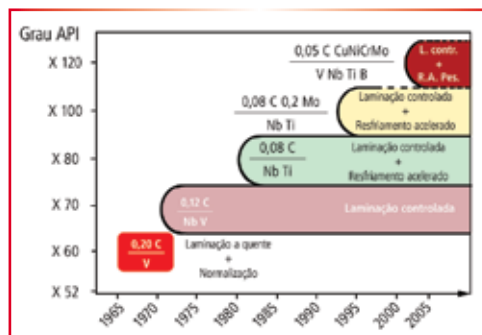 Grau API
X 120
X 100
X 80
X 70
X 60
X 52
0,05 C CuNiCrMo
V Nb Ti B
L. contr.
+
R.A. Pes.
0,08 C 0,2 Mo
Nb Ti
Laminação controlada
+
Resfriamento acelerado
0,08 C
Nb Ti
Laminação controlada
+
Resfriamento acelerado
0,12 C
Nb V
Laminação controlada
0,20 C
V
Laminação a quente
+
Normalização
1965
1970
1975
1980
1985
1990
1995
2000
2005